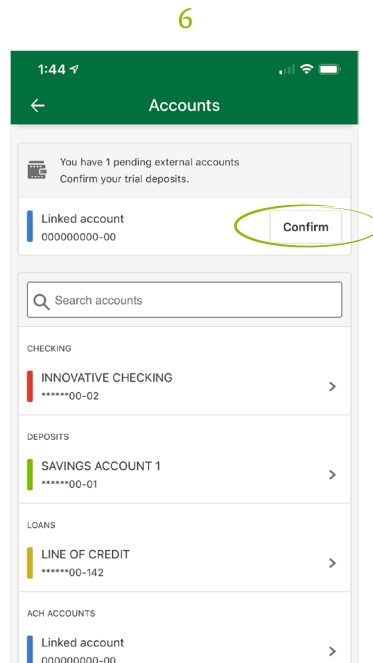 6
1:44
Accounts
You have 1 pending external accounts
Confirm your trial deposits.
Linked account
000000000-00
Confirm
Search accounts
CHECKING
INNOVATIVE CHECKING
******00-02
DEPOSITS
SAVINGS ACCOUNT 1
******00-01
LOANS
LINE OF CREDIT
******00-142
ACH ACCOUNTS
Linked account
000000000-00